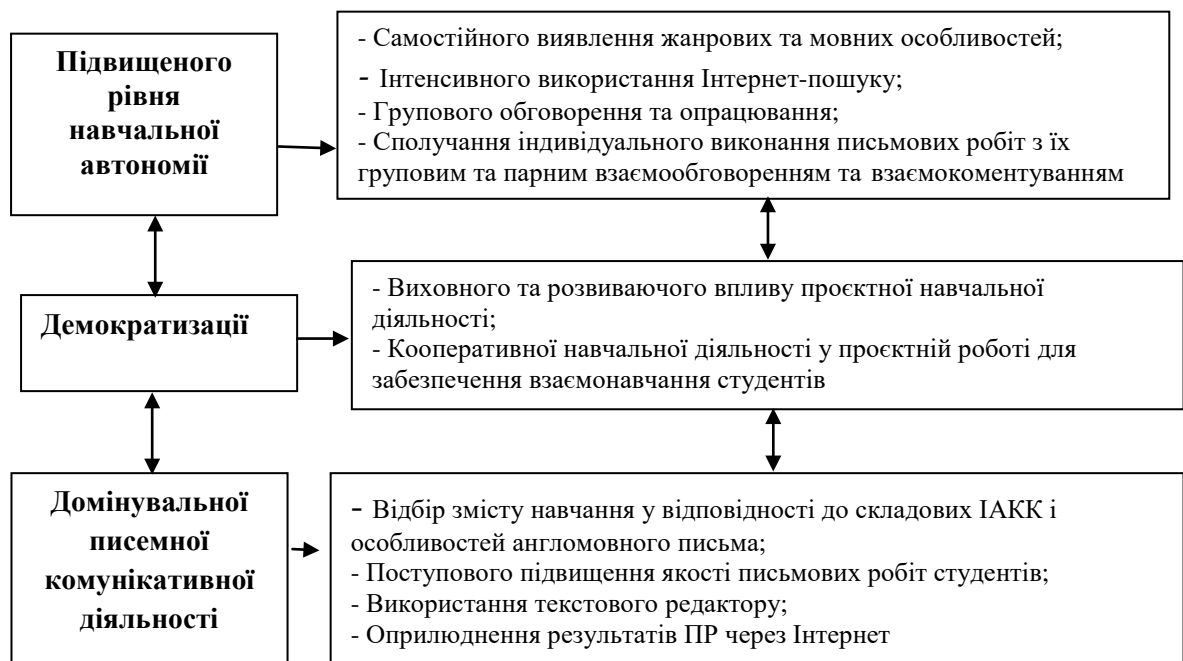 Підвищеного
рівня
навчальної
автономії
- Самостійного виявлення жанрових та мовних особливостей;
- Інтенсивного використання Інтернет-пошуку;
- Групового обговорення та опрацювання;
- Сполучання індивідуального виконання письмових робіт з їх
груповим та парним взаємообговоренням та взаємокоментуванням
Демократизації
- Виховного та розвиваючого впливу проєктної навчальної
діяльності;
- Кооперативної навчальної діяльності у проєктній роботі для
забезпечення взаємонавчання студентів
Домінувальної
писемної
комунікативної
діяльності
- Відбір змісту навчання у відповідності до складових ІАКК і
особливостей англомовного письма;
- Поступового підвищення якості письмових робіт студентів;
- Використання текстового редактору;
- Оприлюднення результатів ПР через Інтернет